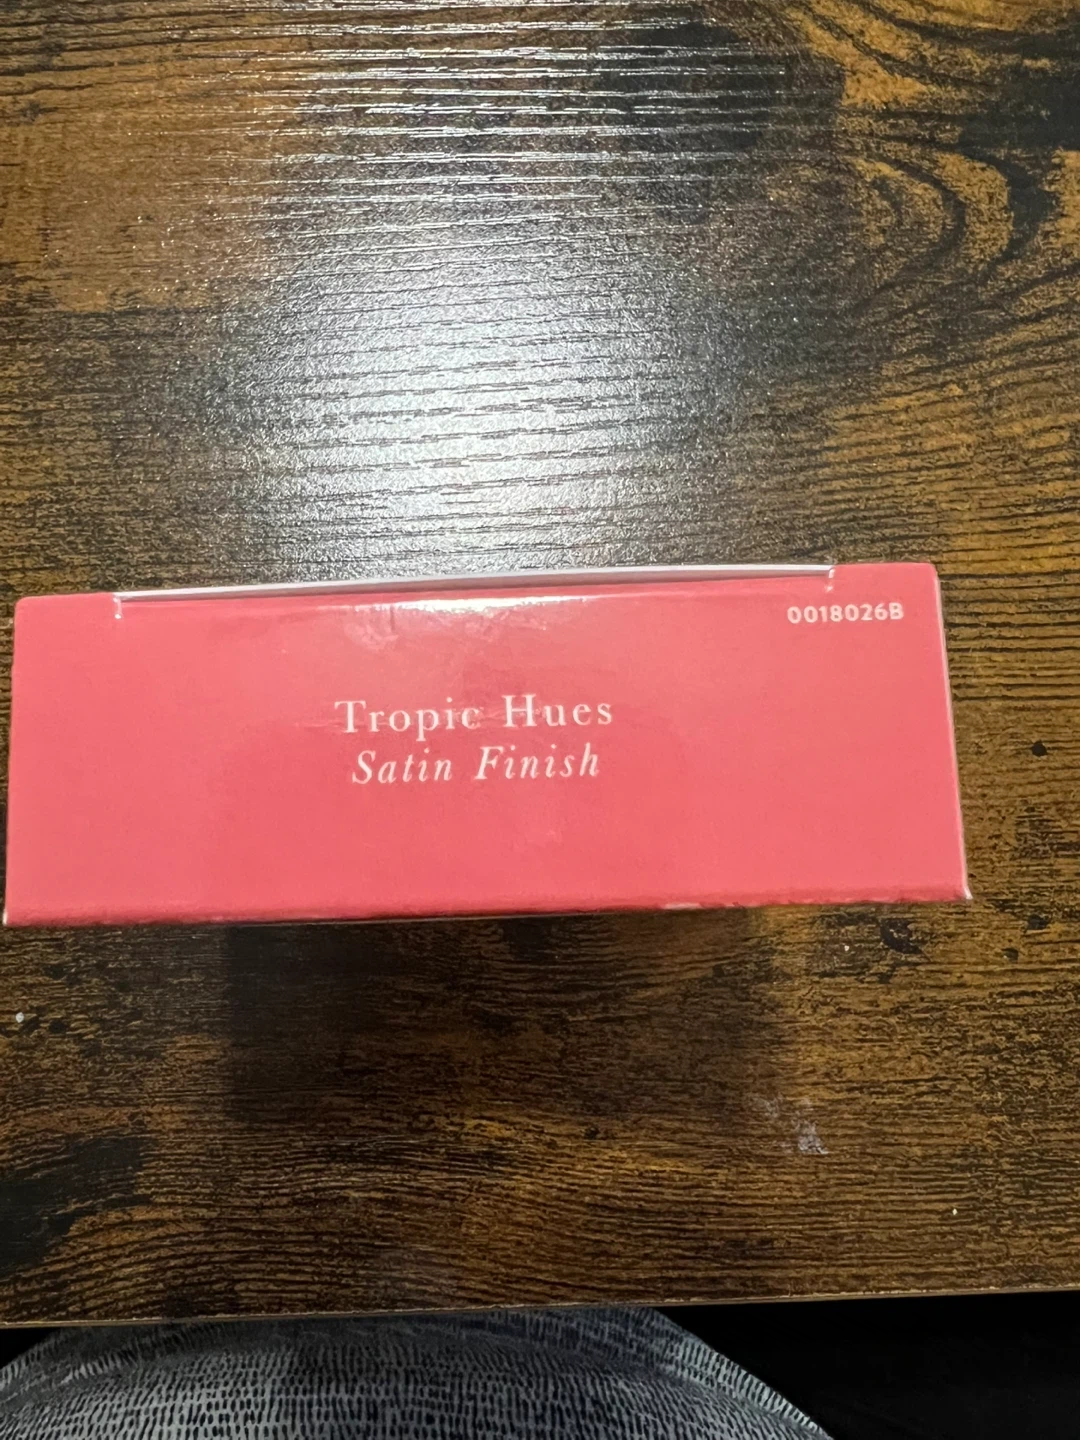 0018026B
Tropic Hues
Satin Finish